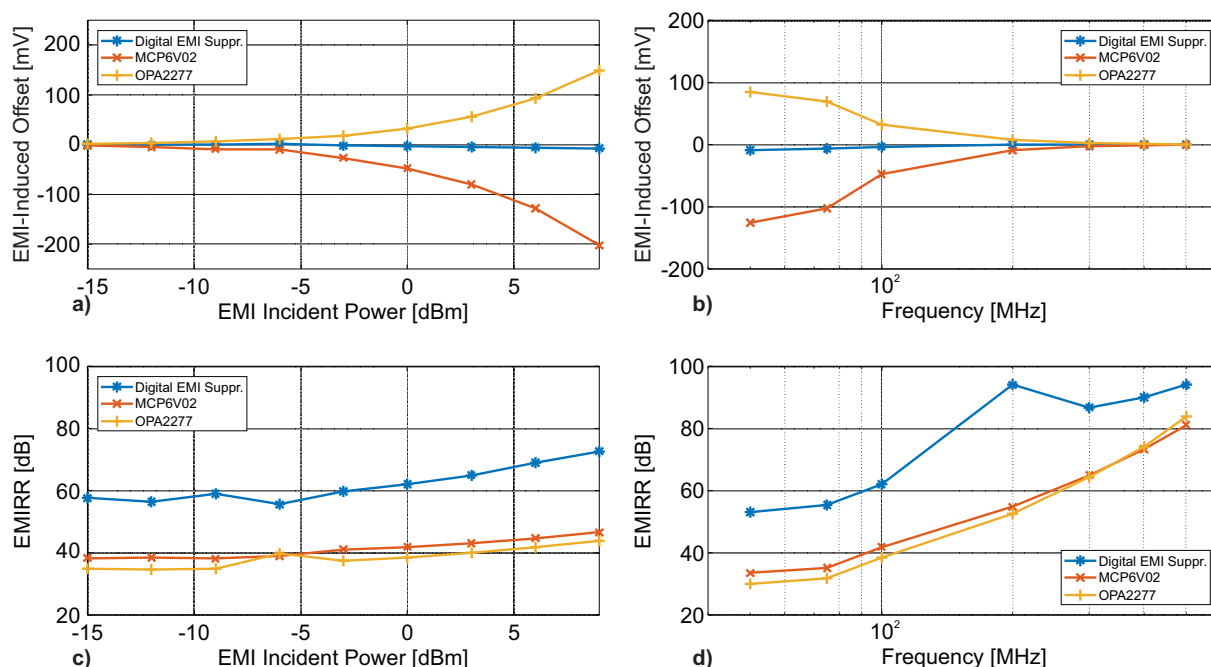 EMI-Induced Offset [mV]
200
100
0
-100
-200
Digital EMI Suppr.
MCP6V02
OPA2277
-15
-10
-5
0
5
a)
EMI Incident Power [dBm]
EMI-Induced Offset [mV]
200
100
0
-100
-200
Digital EMI Suppr.
MCP6V02
OPA2277
10²
b)
Frequency [MHz]
EMIRR [dB]
100
80
60
40
20
Digital EMI Suppr.
MCP6V02
OPA2277
-15
-10
-5
0
5
c)
EMI Incident Power [dBm]
EMIRR [dB]
100
80
60
40
20
Digital EMI Suppr.
MCP6V02
OPA2277
10²
d)
Frequency [MHz]